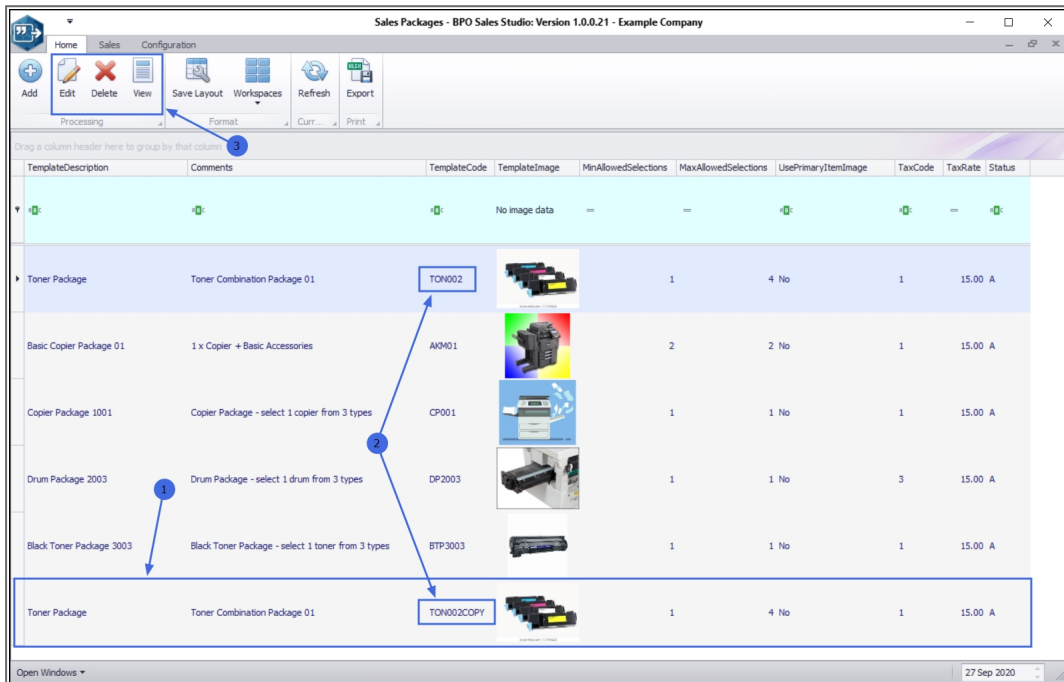 Sales Packages - BPO Sales Studio: Version 1.0.0.21 - Example Company
Home Sales Configuration
Add Edit Delete View Save Layout Workspaces Refresh Export
Processing Format Curr... Print
3
Drag a column header here to group by that column
TemplateDescription Comments TemplateCode TemplateImage MinAllowedSelections MaxAllowedSelections UsePrimaryItemImage TaxCode TaxRate Status
No image data = = =
Toner Package Toner Combination Package 01 TON002 1 4 No 1 15.00 A
Basic Copier Package 01 1 x Copier + Basic Accessories AKM01 2 2 No 1 15.00 A
Copier Package 1001 Copier Package - select 1 copier from 3 types CP001 1 1 No 1 15.00 A
2
Drum Package 2003 Drum Package - select 1 drum from 3 types DP2003 1 1 No 3 15.00 A
1
Black Toner Package 3003 Black Toner Package - select 1 toner from 3 types BTP3003 1 1 No 1 15.00 A
Toner Package Toner Combination Package 01 TON002COPY 1 4 No 1 15.00 A
Open Windows 27 Sep 2020